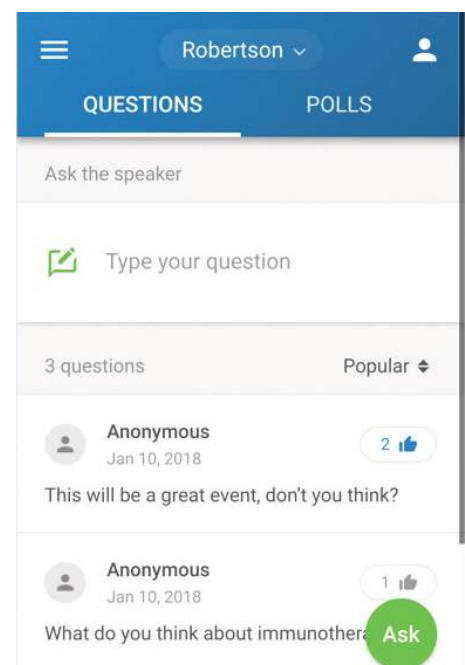 Robertson
QUESTIONS POLLS
Ask the speaker
Type your question
3 questions Popular
Anonymous 2
Jan 10, 2018
This will be a great event, don't you think?
Anonymous 1
Jan 10, 2018
What do you think about
Ask